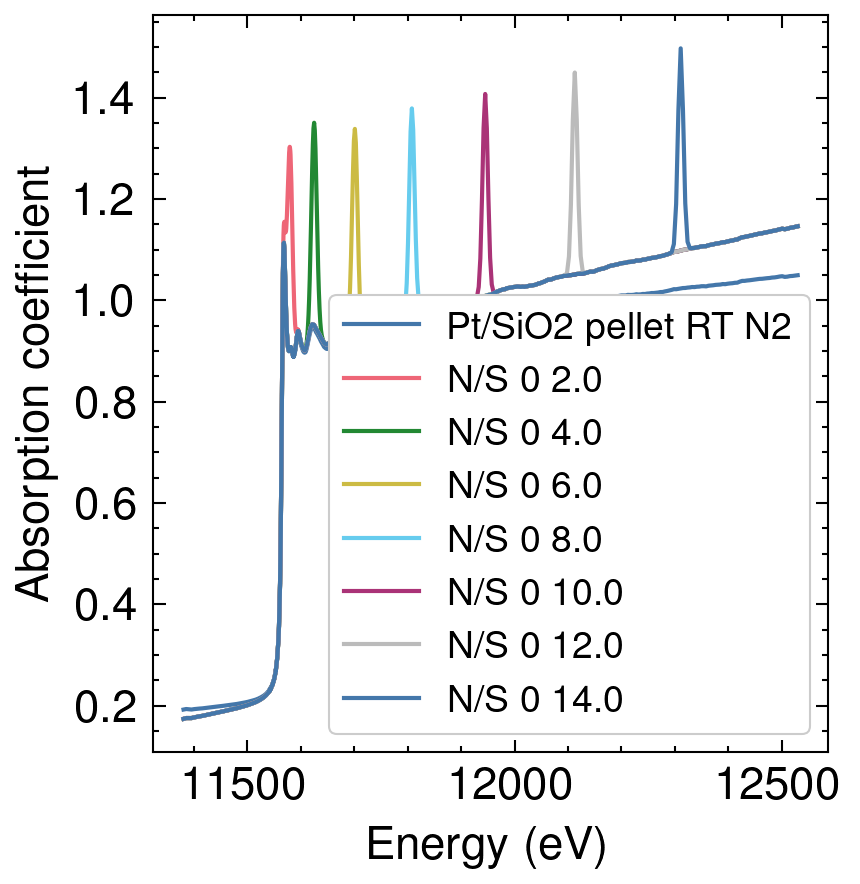 Absorption coefficient
1.4
1.2
1.0
0.8
0.6
0.4
0.2
Pt/SiO2 pellet RT N2
N/S 0 2.0
N/S 0 4.0
N/S 0 6.0
N/S 0 8.0
N/S 0 10.0
N/S 0 12.0
N/S 0 14.0
11500 12000 12500
Energy (eV)